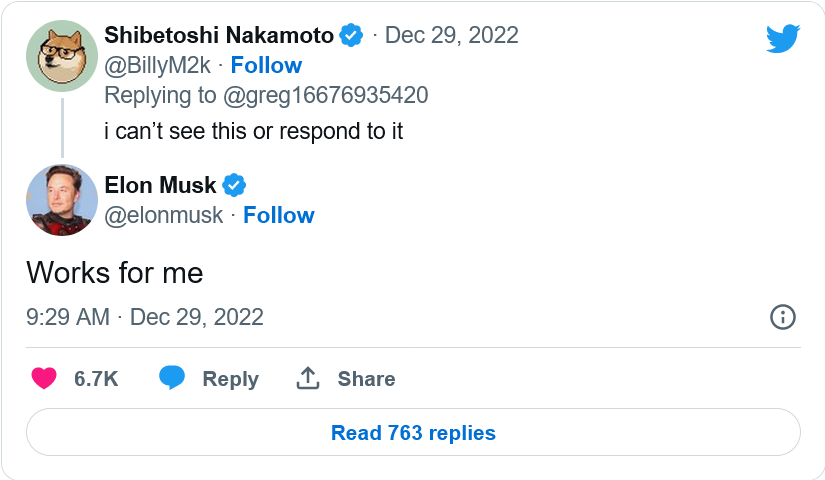 Shibetoshi Nakamoto · Dec 29, 2022
@BillyM2k · Follow
Replying to @greg16676935420
i can’t see this or respond to it
Elon Musk
@elonmusk · Follow
Works for me
9:29 AM · Dec 29, 2022
6.7K Reply Share
Read 763 replies